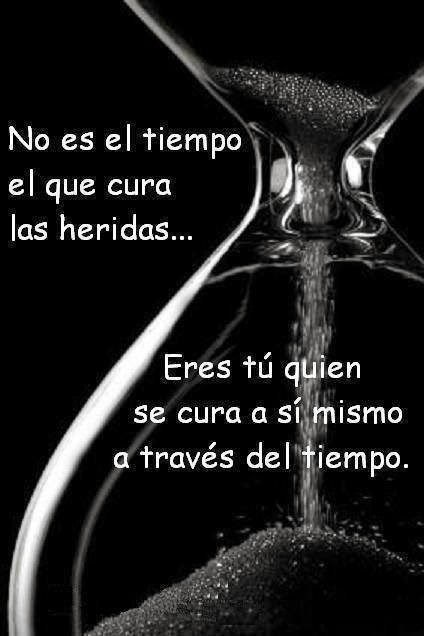 No es el tiempo
el que cura
las heridas...
Eres tú quien
se cura a sí mismo
a través del tiempo.